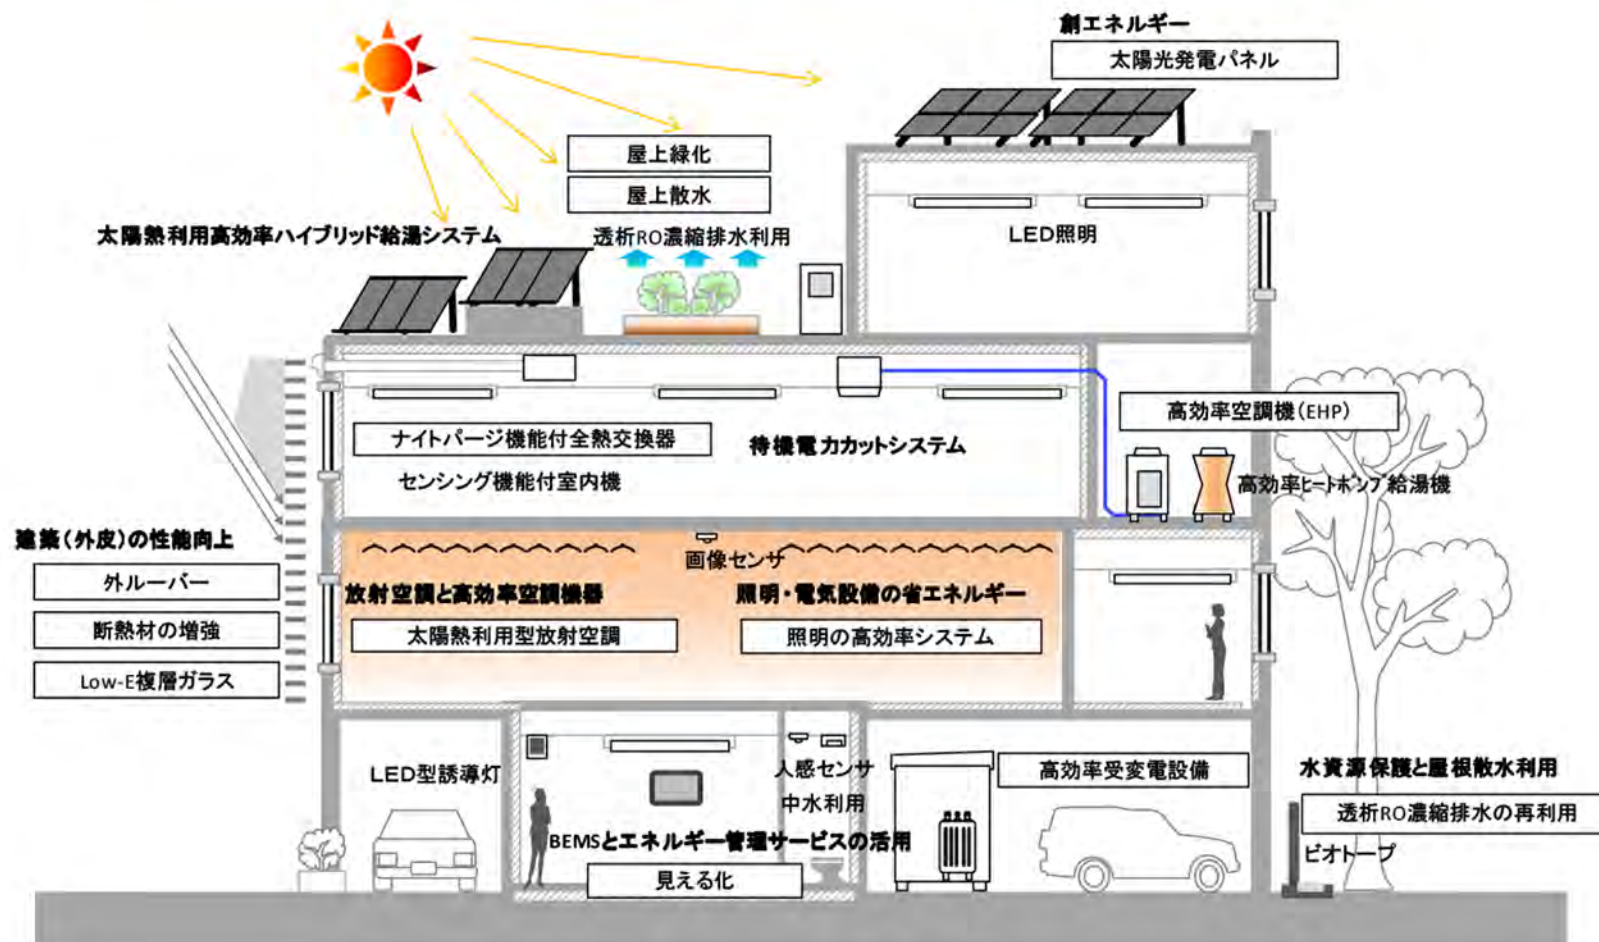 創エネルギー
太陽光発電パネル
屋上緑化
屋上散水
透析RO濃縮排水利用
太陽熱利用高効率ハイブリッド給湯システム
LED照明
高効率空調機(EHP)
ナイトパージ機能付全熱交換器
待機電力カットシステム
センシング機能付室内機
高効率ヒートポンプ給湯機
建築(外皮)の性能向上
外ルーバー
断熱材の増強
Low-E複層ガラス
画像センサ
放射空調と高効率空調機器
太陽熱利用型放射空調
照明・電気設備の省エネルギー
照明の高効率システム
LED型誘導灯
人感センサ
中水利用
高効率受変電設備
BEMSとエネルギー管理サービスの活用
見える化
水資源保護と屋根散水利用
透析RO濃縮排水の再利用
ビオトープ